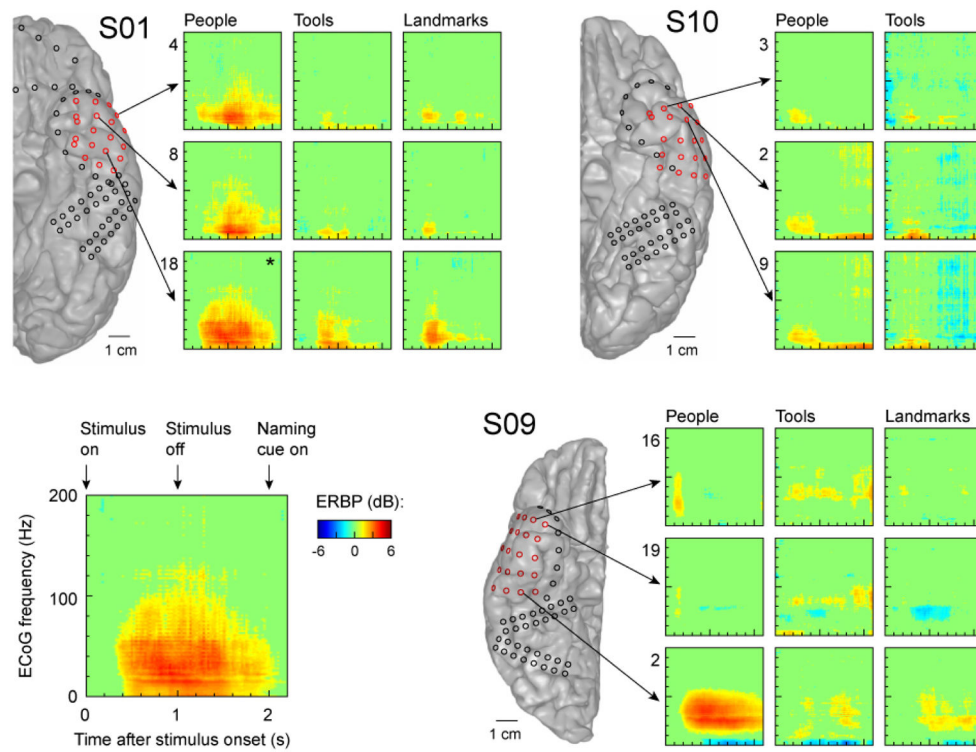 S01
People Tools Landmarks
4
8
18 *
1 cm
S10
People Tools
3
2
9
1 cm
Stimulus on
Stimulus off
Naming cue on
200
100
0
ECoG frequency (Hz)
0 1 2
Time after stimulus onset (s)
ERBP (dB):
-6 0 6
S09
People Tools Landmarks
16
19
2
1 cm